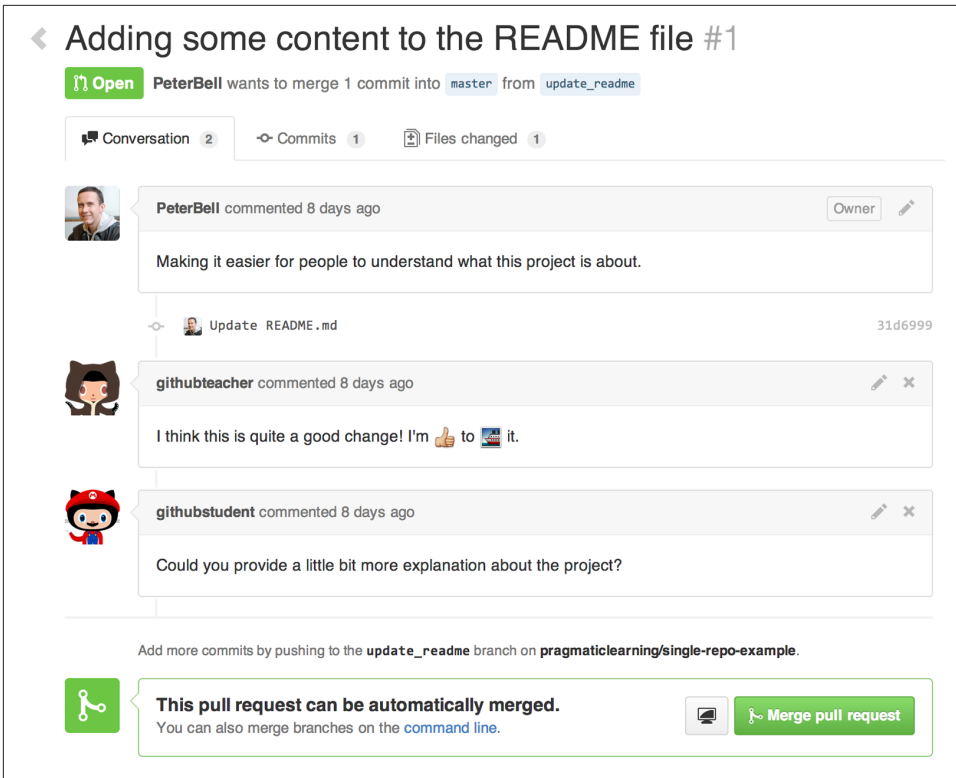 Adding some content to the README file #1
Open PeterBell wants to merge 1 commit into master from update_readme
Conversation 2 Commits 1 Files changed 1
PeterBell commented 8 days ago Owner
Making it easier for people to understand what this project is about.
Update README.md 31d6999
githubteacher commented 8 days ago
I think this is quite a good change! I'm 👍 to 🚢 it.
githubstudent commented 8 days ago
Could you provide a little bit more explanation about the project?
Add more commits by pushing to the update_readme branch on pragmaticlearning/single-repo-example.
This pull request can be automatically merged.
You can also merge branches on the command line.
Merge pull request